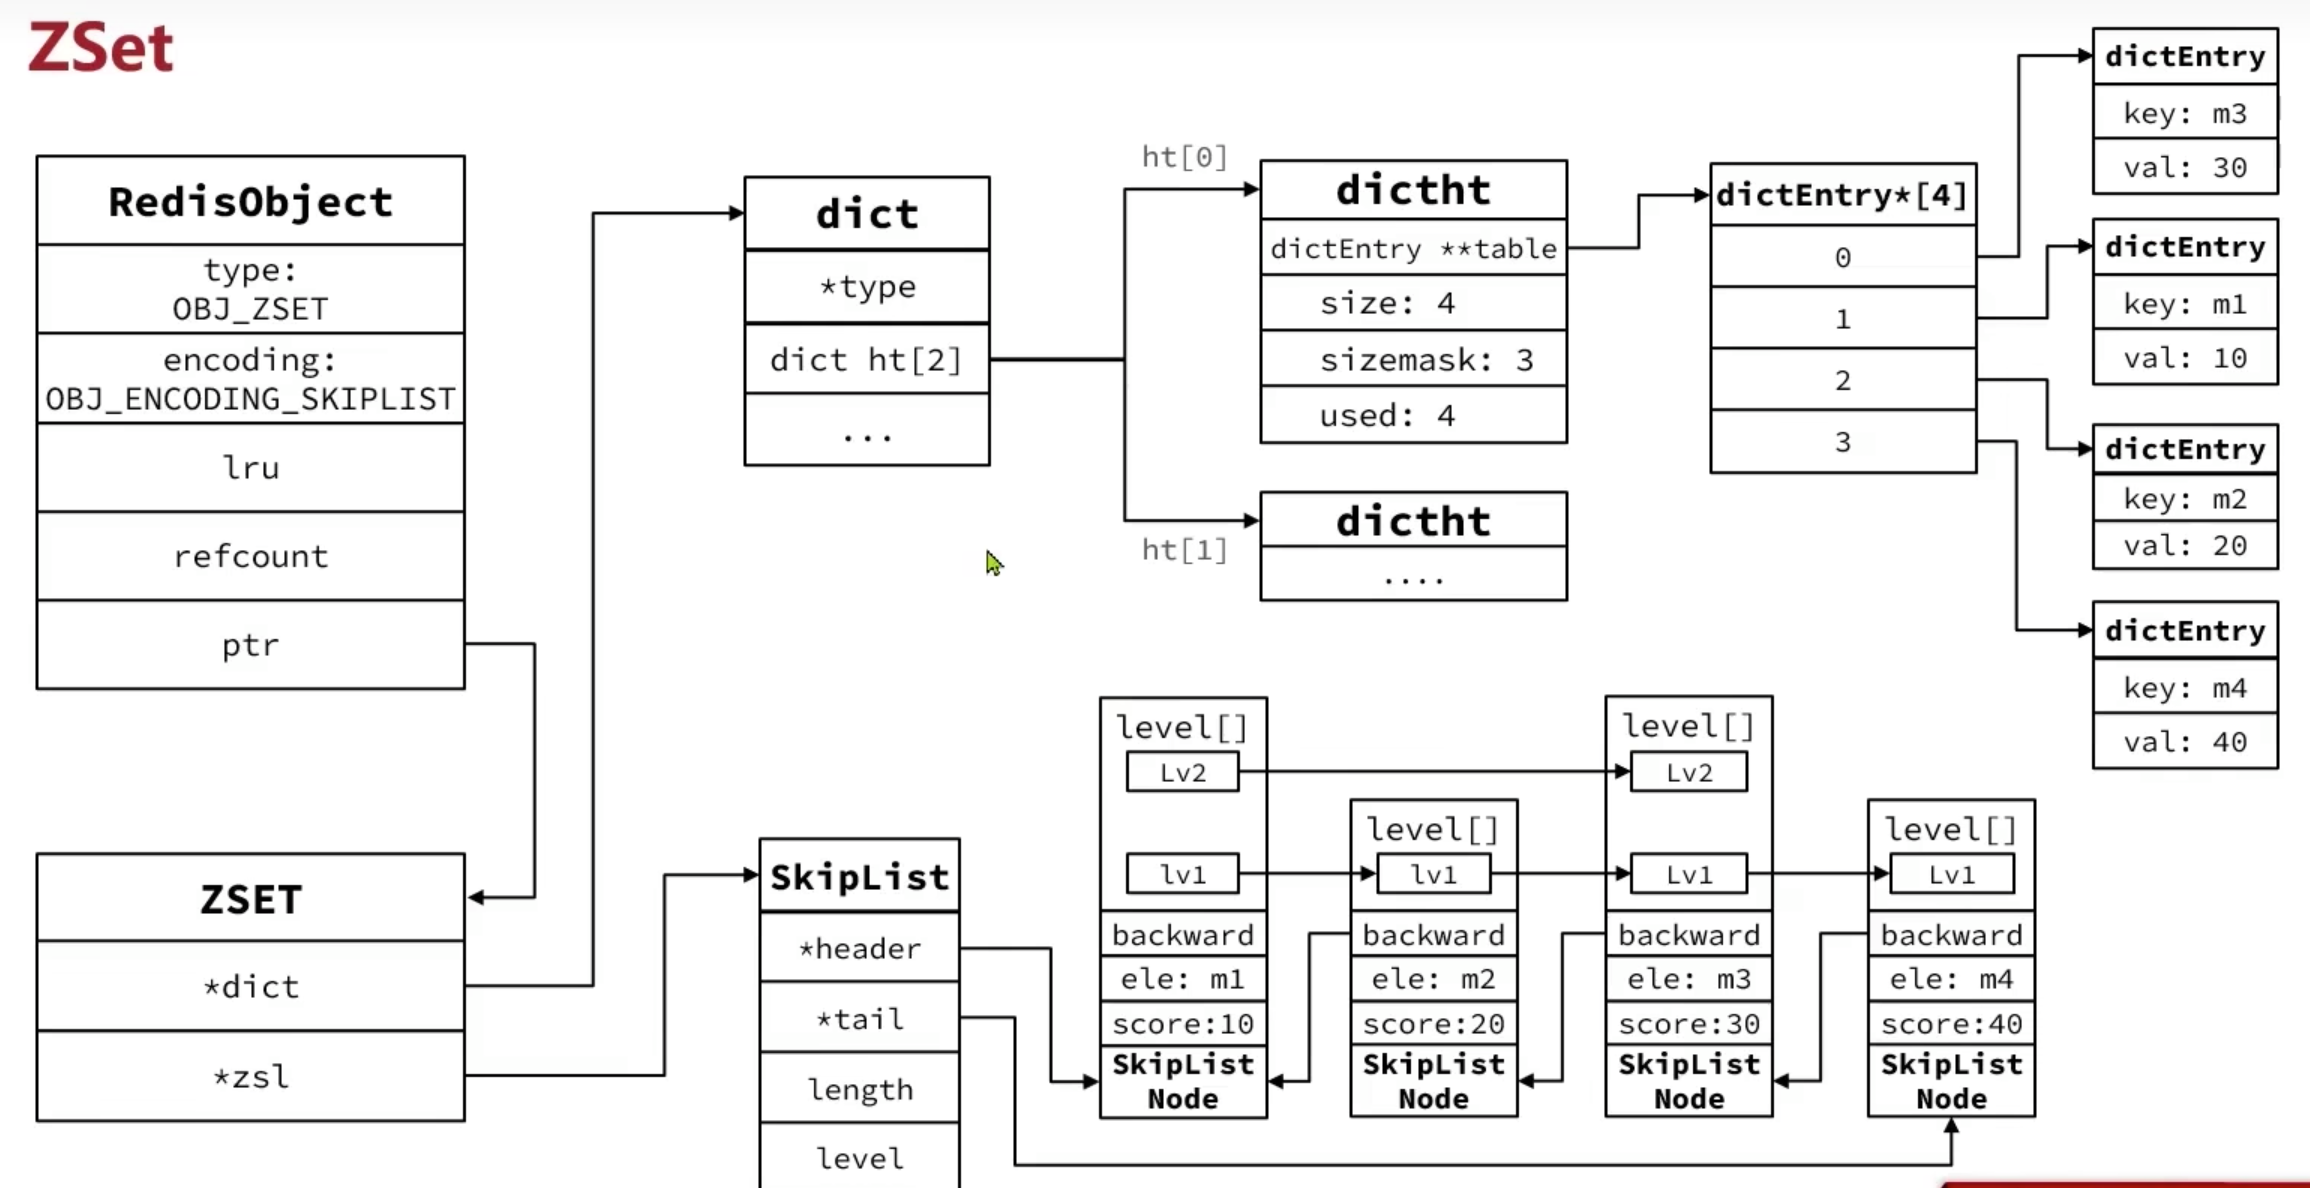 ZSet
RedisObject
type:
OBJ_ZSET
encoding:
OBJ_ENCODING_SKIPLIST
lru
refcount
ptr
ZSET
*dict
*zsl
dict
*type
dict ht[2]
...
ht[0]
dictht
dictEntry **table
size: 4
sizemask: 3
used: 4
ht[1]
dictht
....
dictEntry*[4]
0
1
2
3
dictEntry
key: m3
val: 30
dictEntry
key: m1
val: 10
dictEntry
key: m2
val: 20
dictEntry
key: m4
val: 40
SkipList
*header
*tail
length
level
level[]
Lv2
lv1
backward
ele: m1
score:10
SkipList
Node
level[]
lv1
backward
ele: m2
score:20
SkipList
Node
level[]
Lv2
Lv1
backward
ele: m3
score:30
SkipList
Node
level[]
Lv1
backward
ele: m4
score:40
SkipList
Node